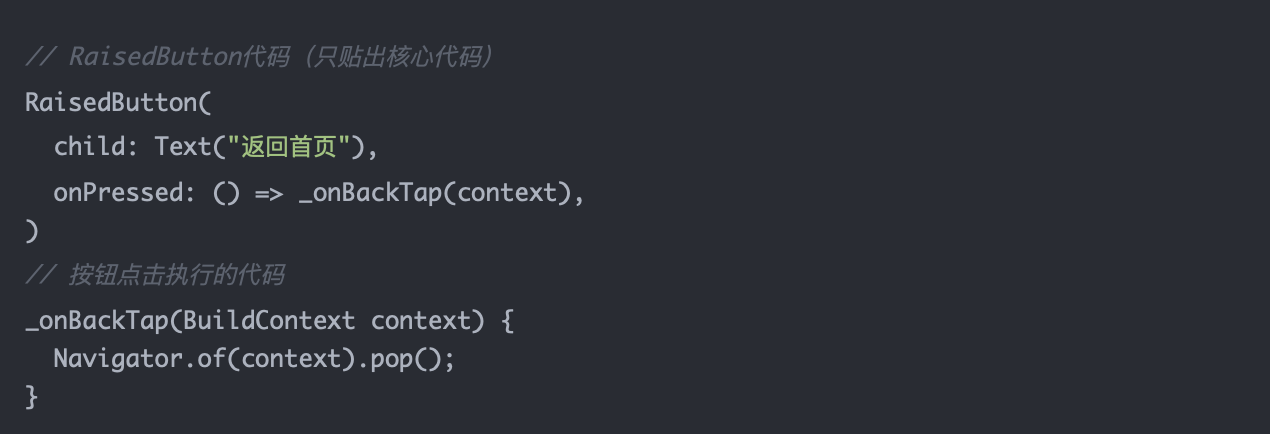 // RaisedButton代码（只贴出核心代码）
RaisedButton(
  child: Text("返回首页"),
  onPressed: () => _onBackTap(context),
)
// 按钮点击执行的代码
_onBackTap(BuildContext context) {
  Navigator.of(context).pop();
}